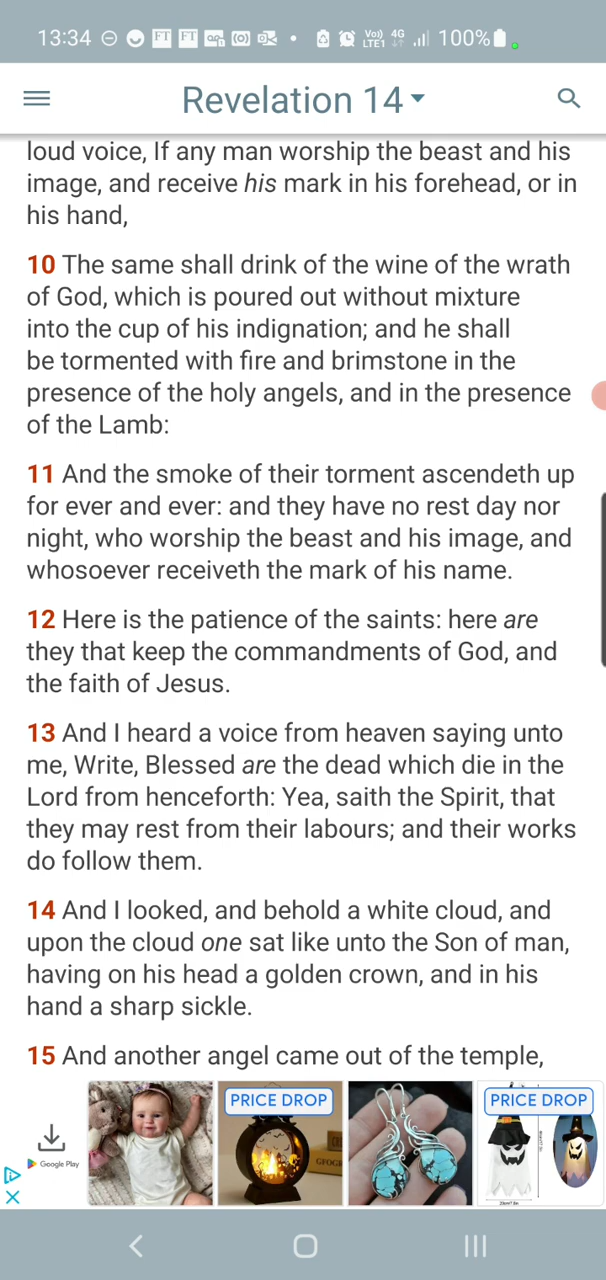 13:34 FT FT Vo)) LTE1 4G 100%
Revelation 14
loud voice, If any man worship the beast and his
image, and receive his mark in his forehead, or in
his hand,
10 The same shall drink of the wine of the wrath
of God, which is poured out without mixture
into the cup of his indignation; and he shall
be tormented with fire and brimstone in the
presence of the holy angels, and in the presence
of the Lamb:
11 And the smoke of their torment ascendeth up
for ever and ever: and they have no rest day nor
night, who worship the beast and his image, and
whosoever receiveth the mark of his name.
12 Here is the patience of the saints: here are
they that keep the commandments of God, and
the faith of Jesus.
13 And I heard a voice from heaven saying unto
me, Write, Blessed are the dead which die in the
Lord from henceforth: Yea, saith the Spirit, that
they may rest from their labours; and their works
do follow them.
14 And I looked, and behold a white cloud, and
upon the cloud one sat like unto the Son of man,
having on his head a golden crown, and in his
hand a sharp sickle.
15 And another angel came out of the temple,
PRICE DROP
PRICE DROP
Google Play